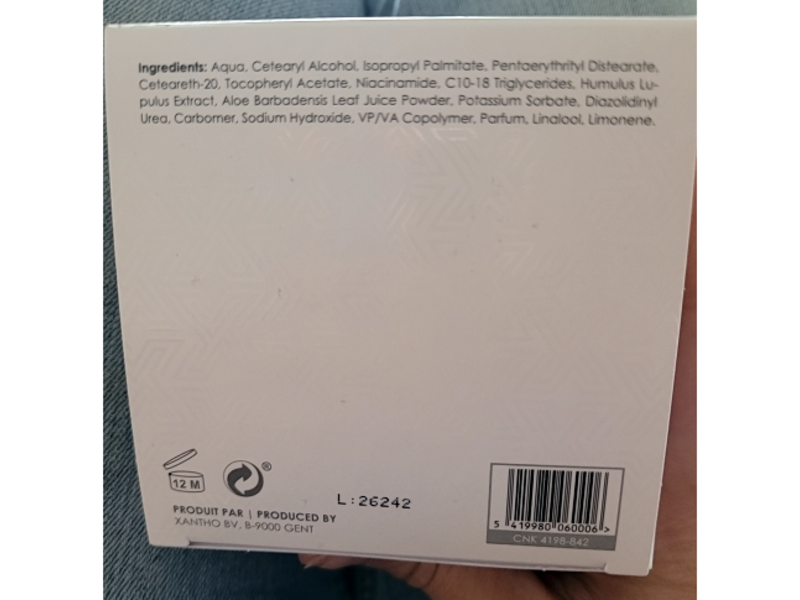 Ingredients: Aqua, Cetearyl Alcohol, Isopropyl Palmitate, Pentaerythrityl Distearate,
Ceteareth-20, Tocopheryl Acetate, Niacinamide, C10-18 Triglycerides, Humulus Lu-
pulus Extract, Aloe Barbadensis Leaf Juice Powder, Potassium Sorbate, Diazolidinyl
Urea, Carbomer, Sodium Hydroxide, VP/VA Copolymer, Parfum, Linalool, Limonene.
12 M
®
L:26242
PRODUIT PAR | PRODUCED BY
XANTHO BV, B-9000 GENT
5 419980 060006 >
CNK 4198-842